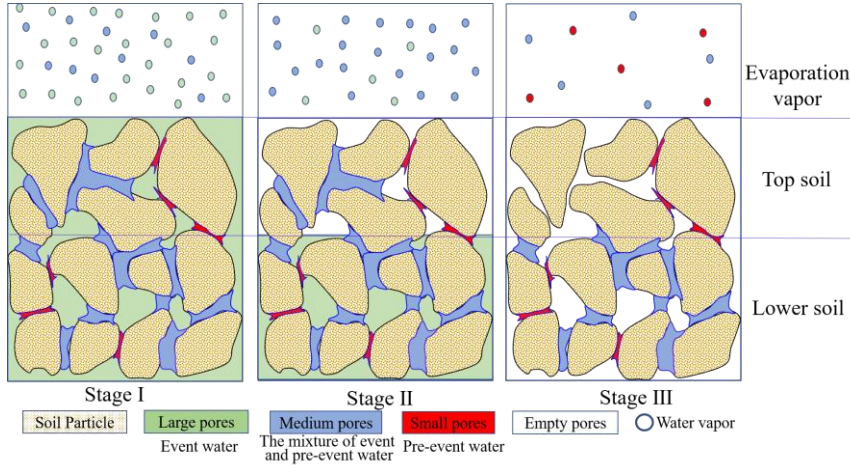 Evaporation
vapor
Top soil
Lower soil
Stage I
Stage II
Stage III
Soil Particle
Large pores
Medium pores
Small pores
Empty pores
Water vapor
Event water
The mixture of event
and pre-event water
Pre-event water